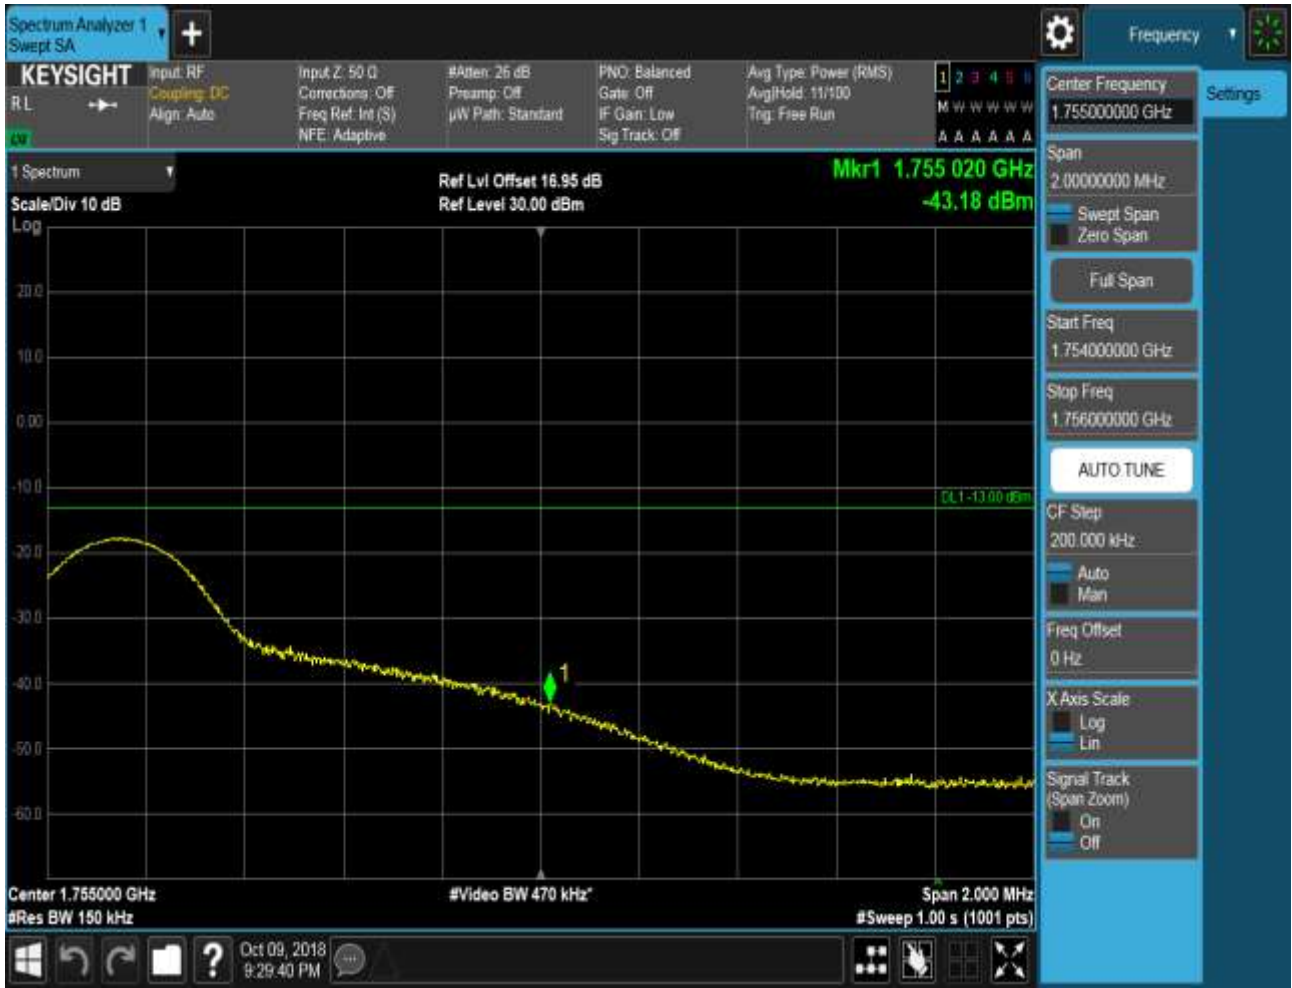 Spectrum Analyzer 1
Swept SA
+
Frequency
KEYSIGHT
RL
Input: RF
Coupling: DC
Align: Auto
Input Z: 50 Ω
Corrections: Off
Freq Ref: Int (S)
NFE: Adaptive
#Atten: 26 dB
Preamp: Off
µW Path: Standard
PNO: Balanced
Gate: Off
IF Gain: Low
Sig Track: Off
Avg Type: Power (RMS)
Avg|Hold: 11/100
Trig: Free Run
1 2 3 4 5 6
M W W W W W
A A A A A A
1 Spectrum
Scale/Div 10 dB
Log
Ref Lvl Offset 16.95 dB
Ref Level 30.00 dBm
Mkr1 1.755 020 GHz
-43.18 dBm
20.0
10.0
0.00
-10.0
DL1 -13.00 dBm
-20.0
-30.0
-40.0
1
-50.0
-60.0
Center 1.755000 GHz
#Res BW 150 kHz
#Video BW 470 kHz*
Span 2.000 MHz
#Sweep 1.00 s (1001 pts)
Center Frequency
1.755000000 GHz
Settings
Span
2.00000000 MHz
Swept Span
Zero Span
Full Span
Start Freq
1.754000000 GHz
Stop Freq
1.756000000 GHz
AUTO TUNE
CF Step
200.000 kHz
Auto
Man
Freq Offset
0 Hz
X Axis Scale
Log
Lin
Signal Track
(Span Zoom)
On
Off
?
Oct 09, 2018
9:29:40 PM